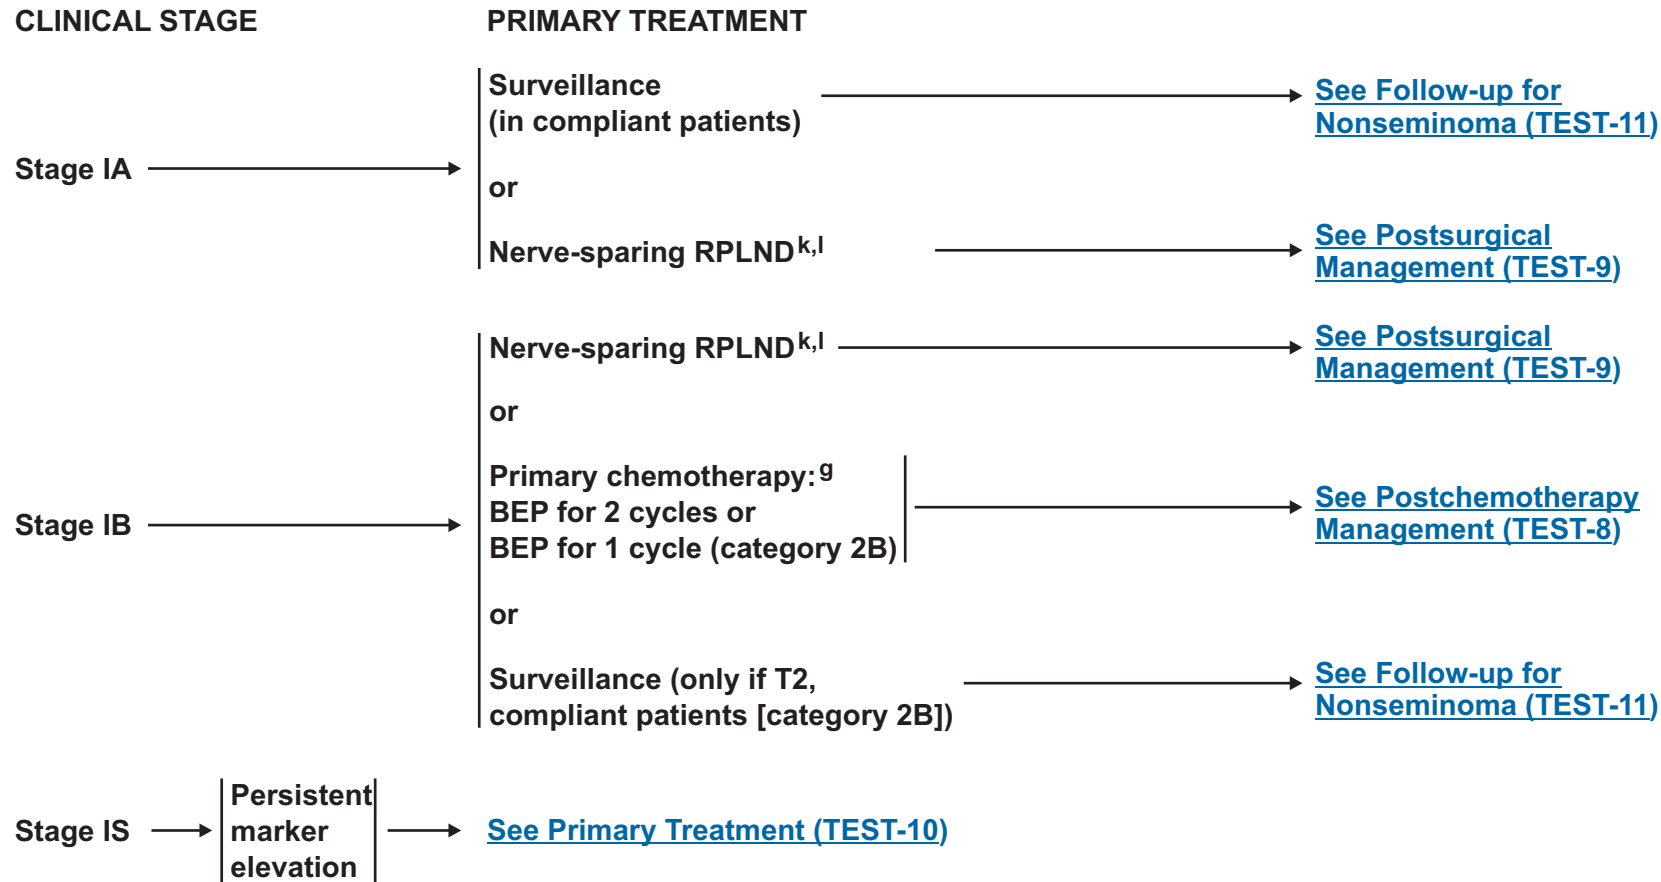 CLINICAL STAGE
PRIMARY TREATMENT
Stage IA
Surveillance
(in compliant patients)
See Follow-up for
Nonseminoma (TEST-11)
or
Nerve-sparing RPLND k,l
See Postsurgical
Management (TEST-9)
Stage IB
Nerve-sparing RPLND k,l
See Postsurgical
Management (TEST-9)
or
Primary chemotherapy: g
BEP for 2 cycles or
BEP for 1 cycle (category 2B)
See Postchemotherapy
Management (TEST-8)
or
Surveillance (only if T2,
compliant patients [category 2B])
See Follow-up for
Nonseminoma (TEST-11)
Stage IS
Persistent
marker
elevation
See Primary Treatment (TEST-10)